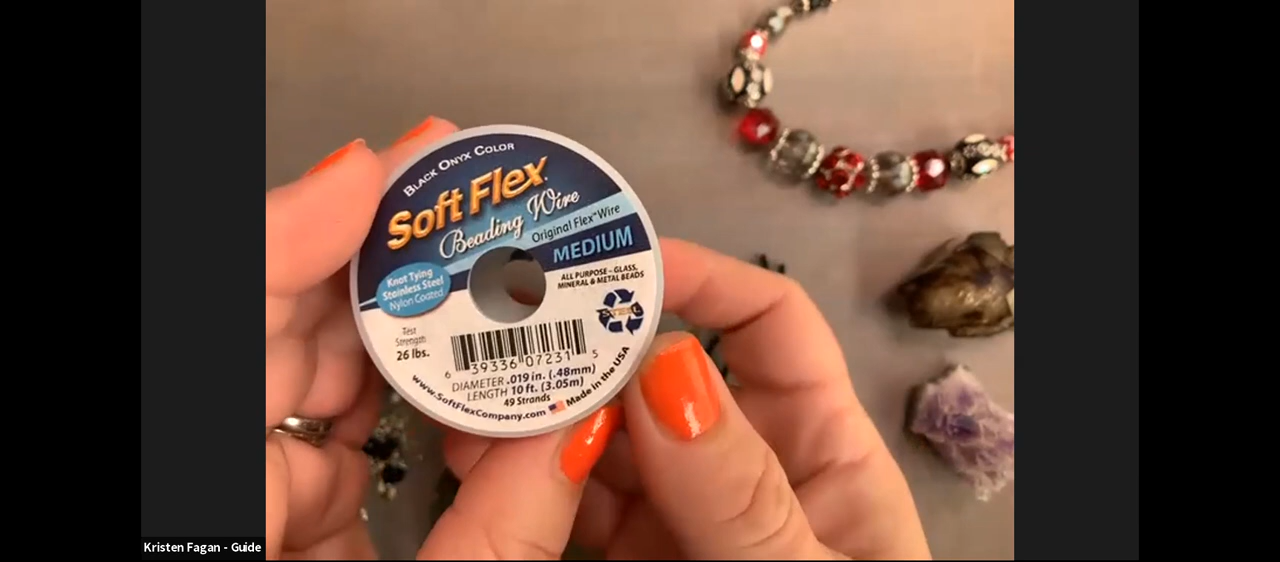 BLACK ONYX COLOR
Soft Flex
Beading Wire
Original Flex™ Wire
MEDIUM
ALL PURPOSE – GLASS,
MINERAL & METAL BEADS
Knot Tying
Stainless Steel
Nylon Coated
STEEL
Test
Strength
26 lbs.
6 39336 07231 5
DIAMETER .019 in. (.48mm)
LENGTH 10 ft. (3.05m)
49 Strands
www.SoftFlexCompany.com
Made in the USA
Kristen Fagan - Guide